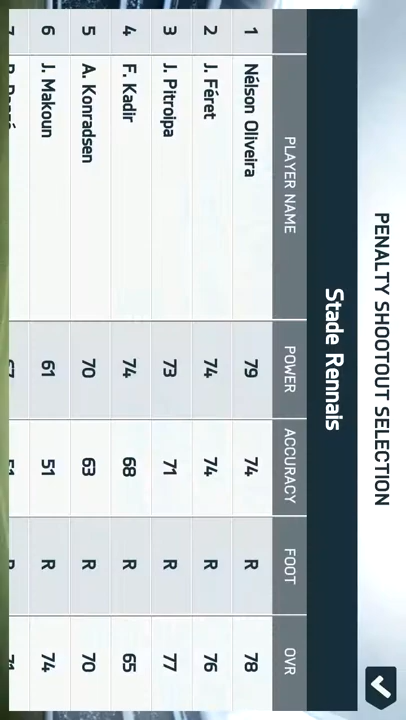 PENALTY SHOOTOUT SELECTION
Stade Rennais
PLAYER NAME POWER ACCURACY FOOT OVR
1 Nélson Oliveira 79 74 R 78
2 J. Féret 74 74 R 76
3 J. Pitroipa 73 71 R 77
4 F. Kadir 74 68 R 65
5 A. Konradsen 70 63 R 70
6 J. Makoun 61 51 R 74